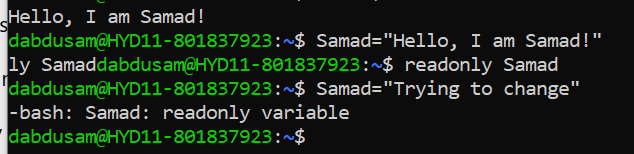 Hello, I am Samad!
dabdusam@HYD11-801837923:~$ Samad="Hello, I am Samad!"
ly Samaddabdusam@HYD11-801837923:~$ readonly Samad
dabdusam@HYD11-801837923:~$ Samad="Trying to change"
-bash: Samad: readonly variable
dabdusam@HYD11-801837923:~$